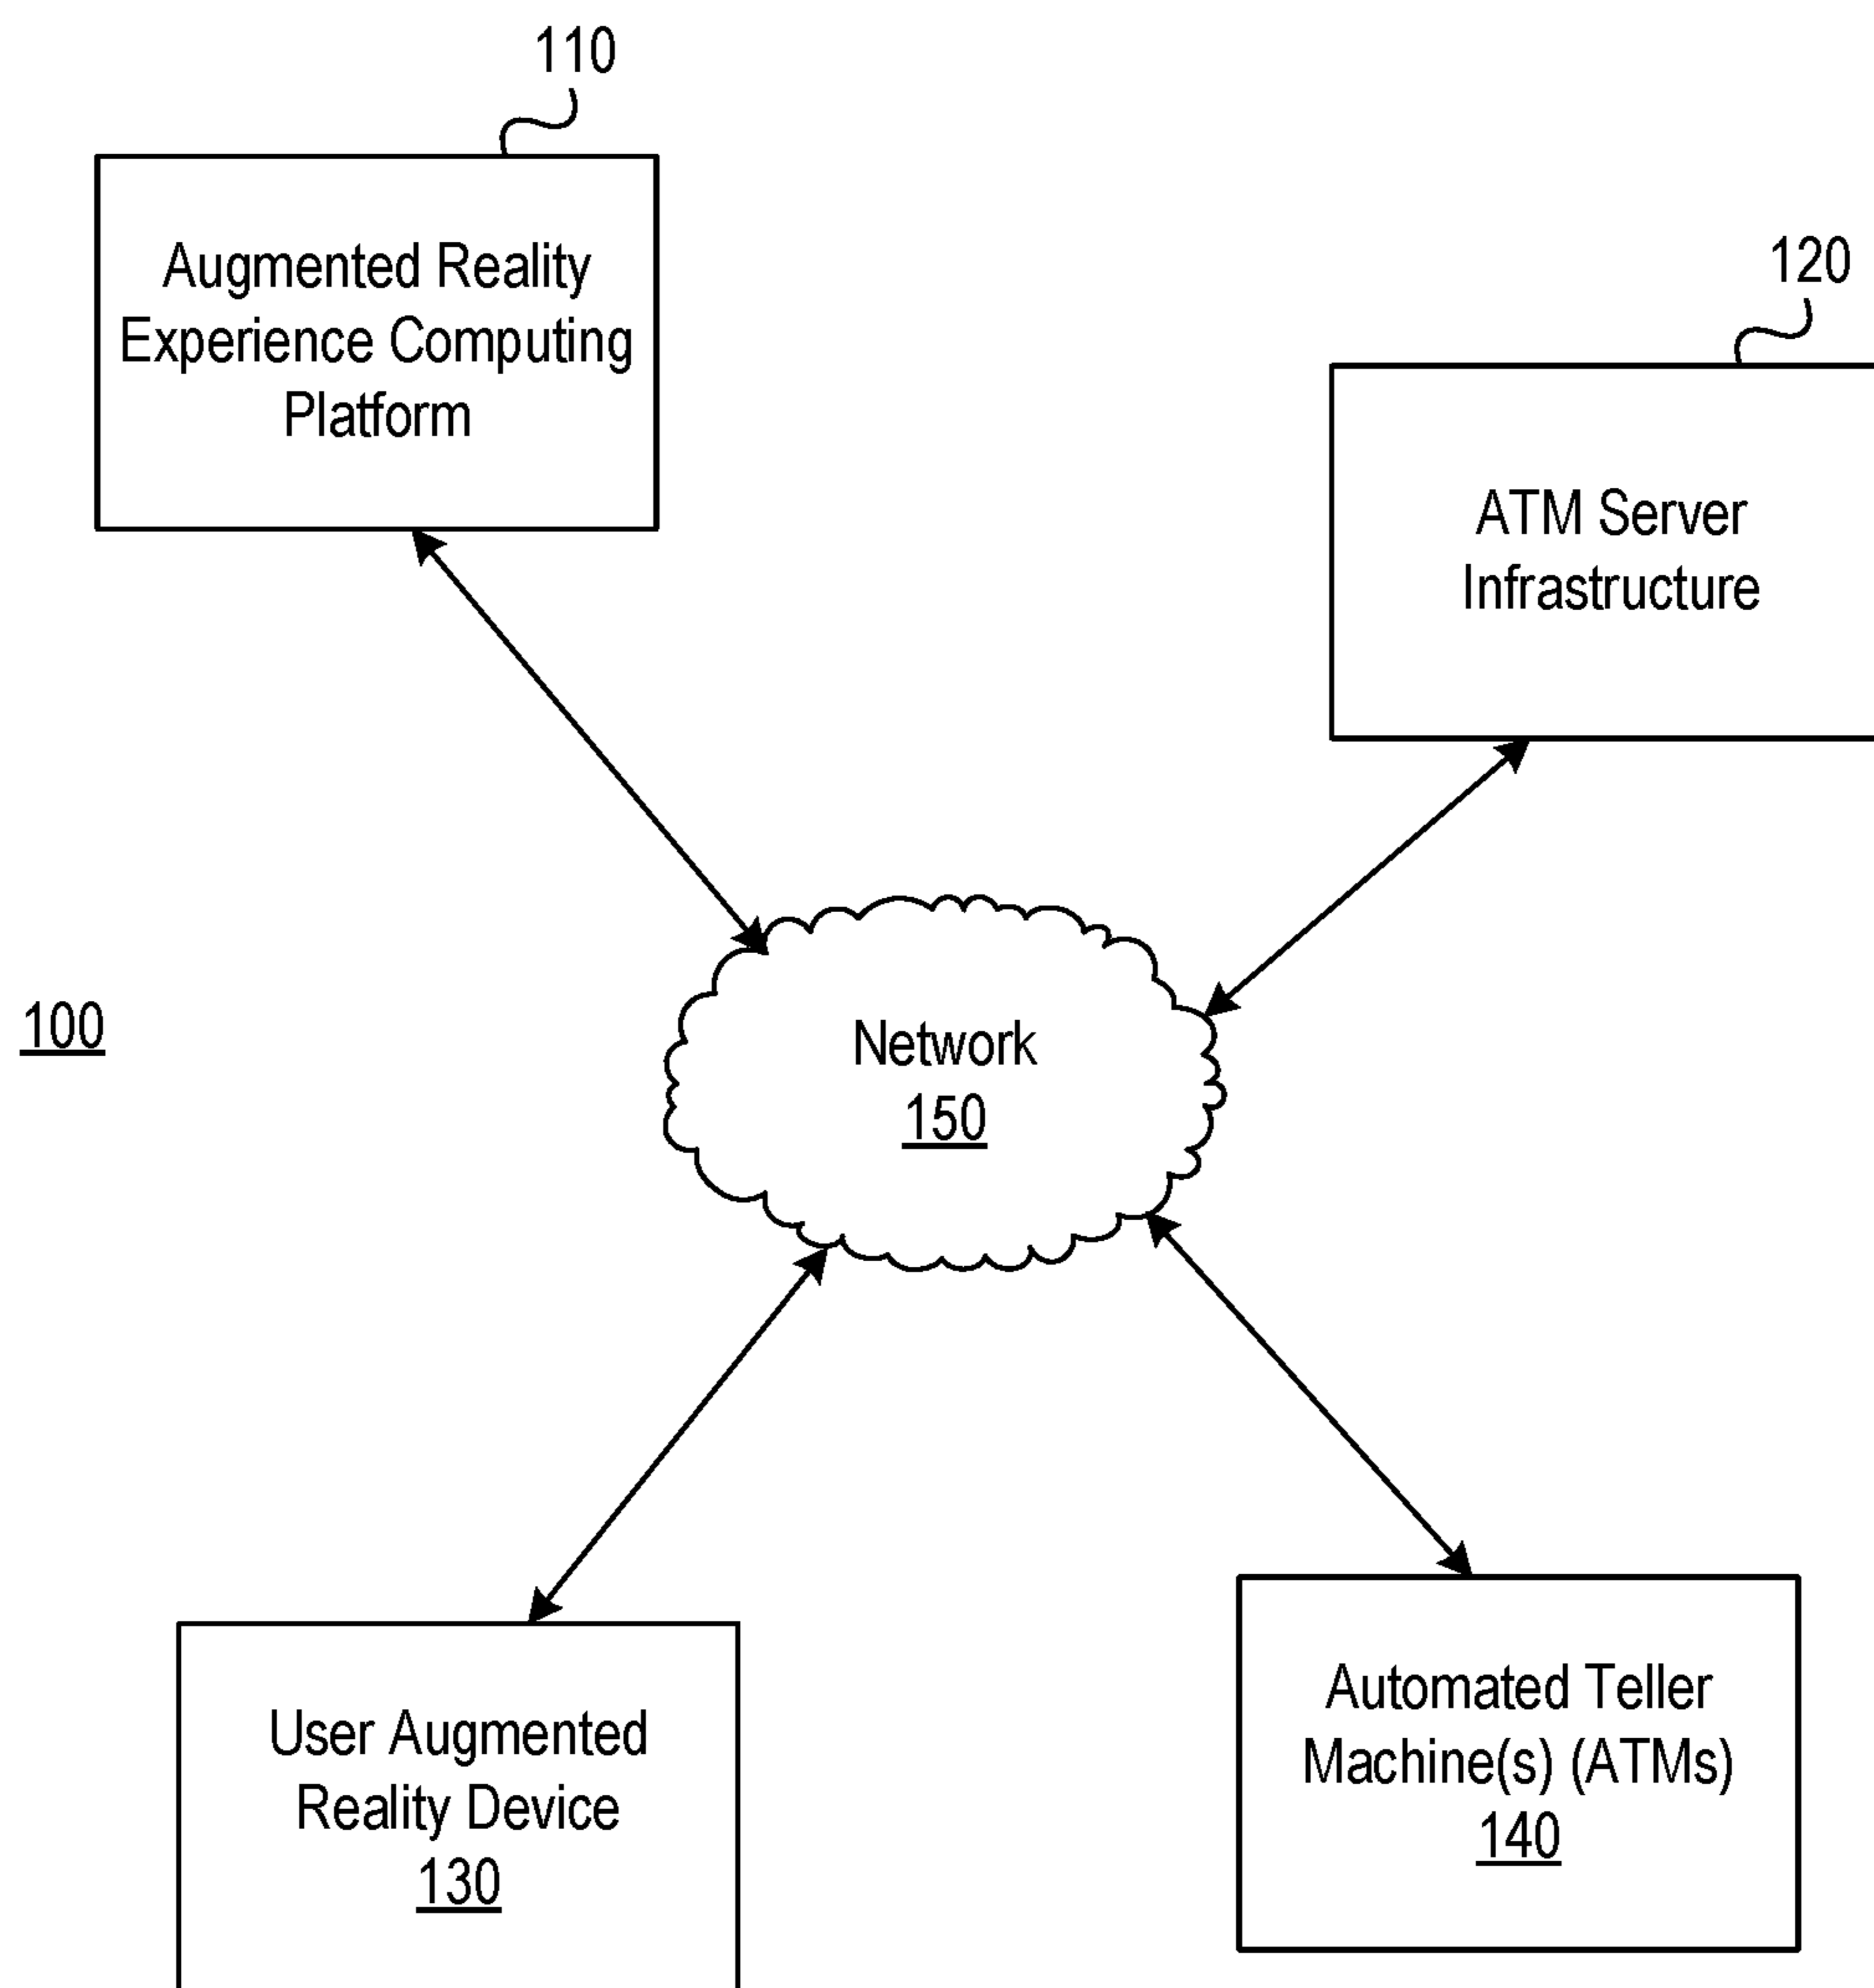 110
Augmented Reality
Experience Computing
Platform
120
ATM Server
Infrastructure
100
Network
150
User Augmented
Reality Device
130
Automated Teller
Machine(s) (ATMs)
140